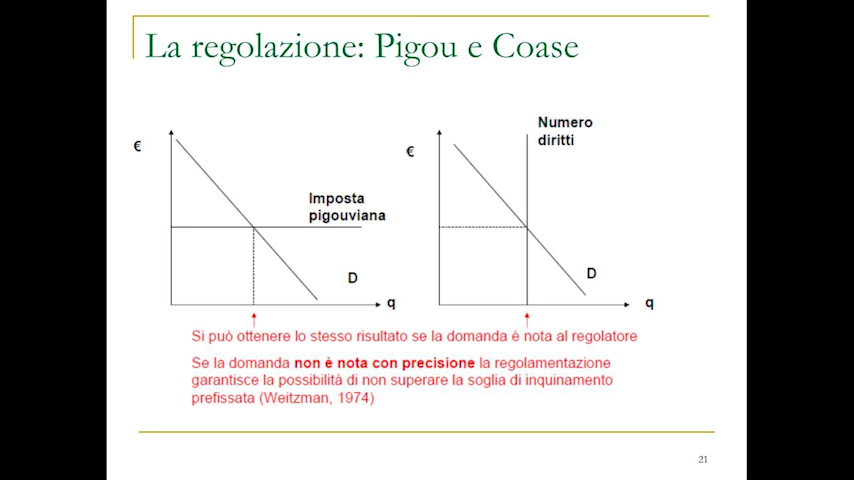 La regolazione: Pigou e Coase
€
Imposta
pigouviana
D
q
€
Numero
diritti
D
q
Si può ottenere lo stesso risultato se la domanda è nota al regolatore
Se la domanda non è nota con precisione la regolamentazione
garantisce la possibilità di non superare la soglia di inquinamento
prefissata (Weitzman, 1974)
21